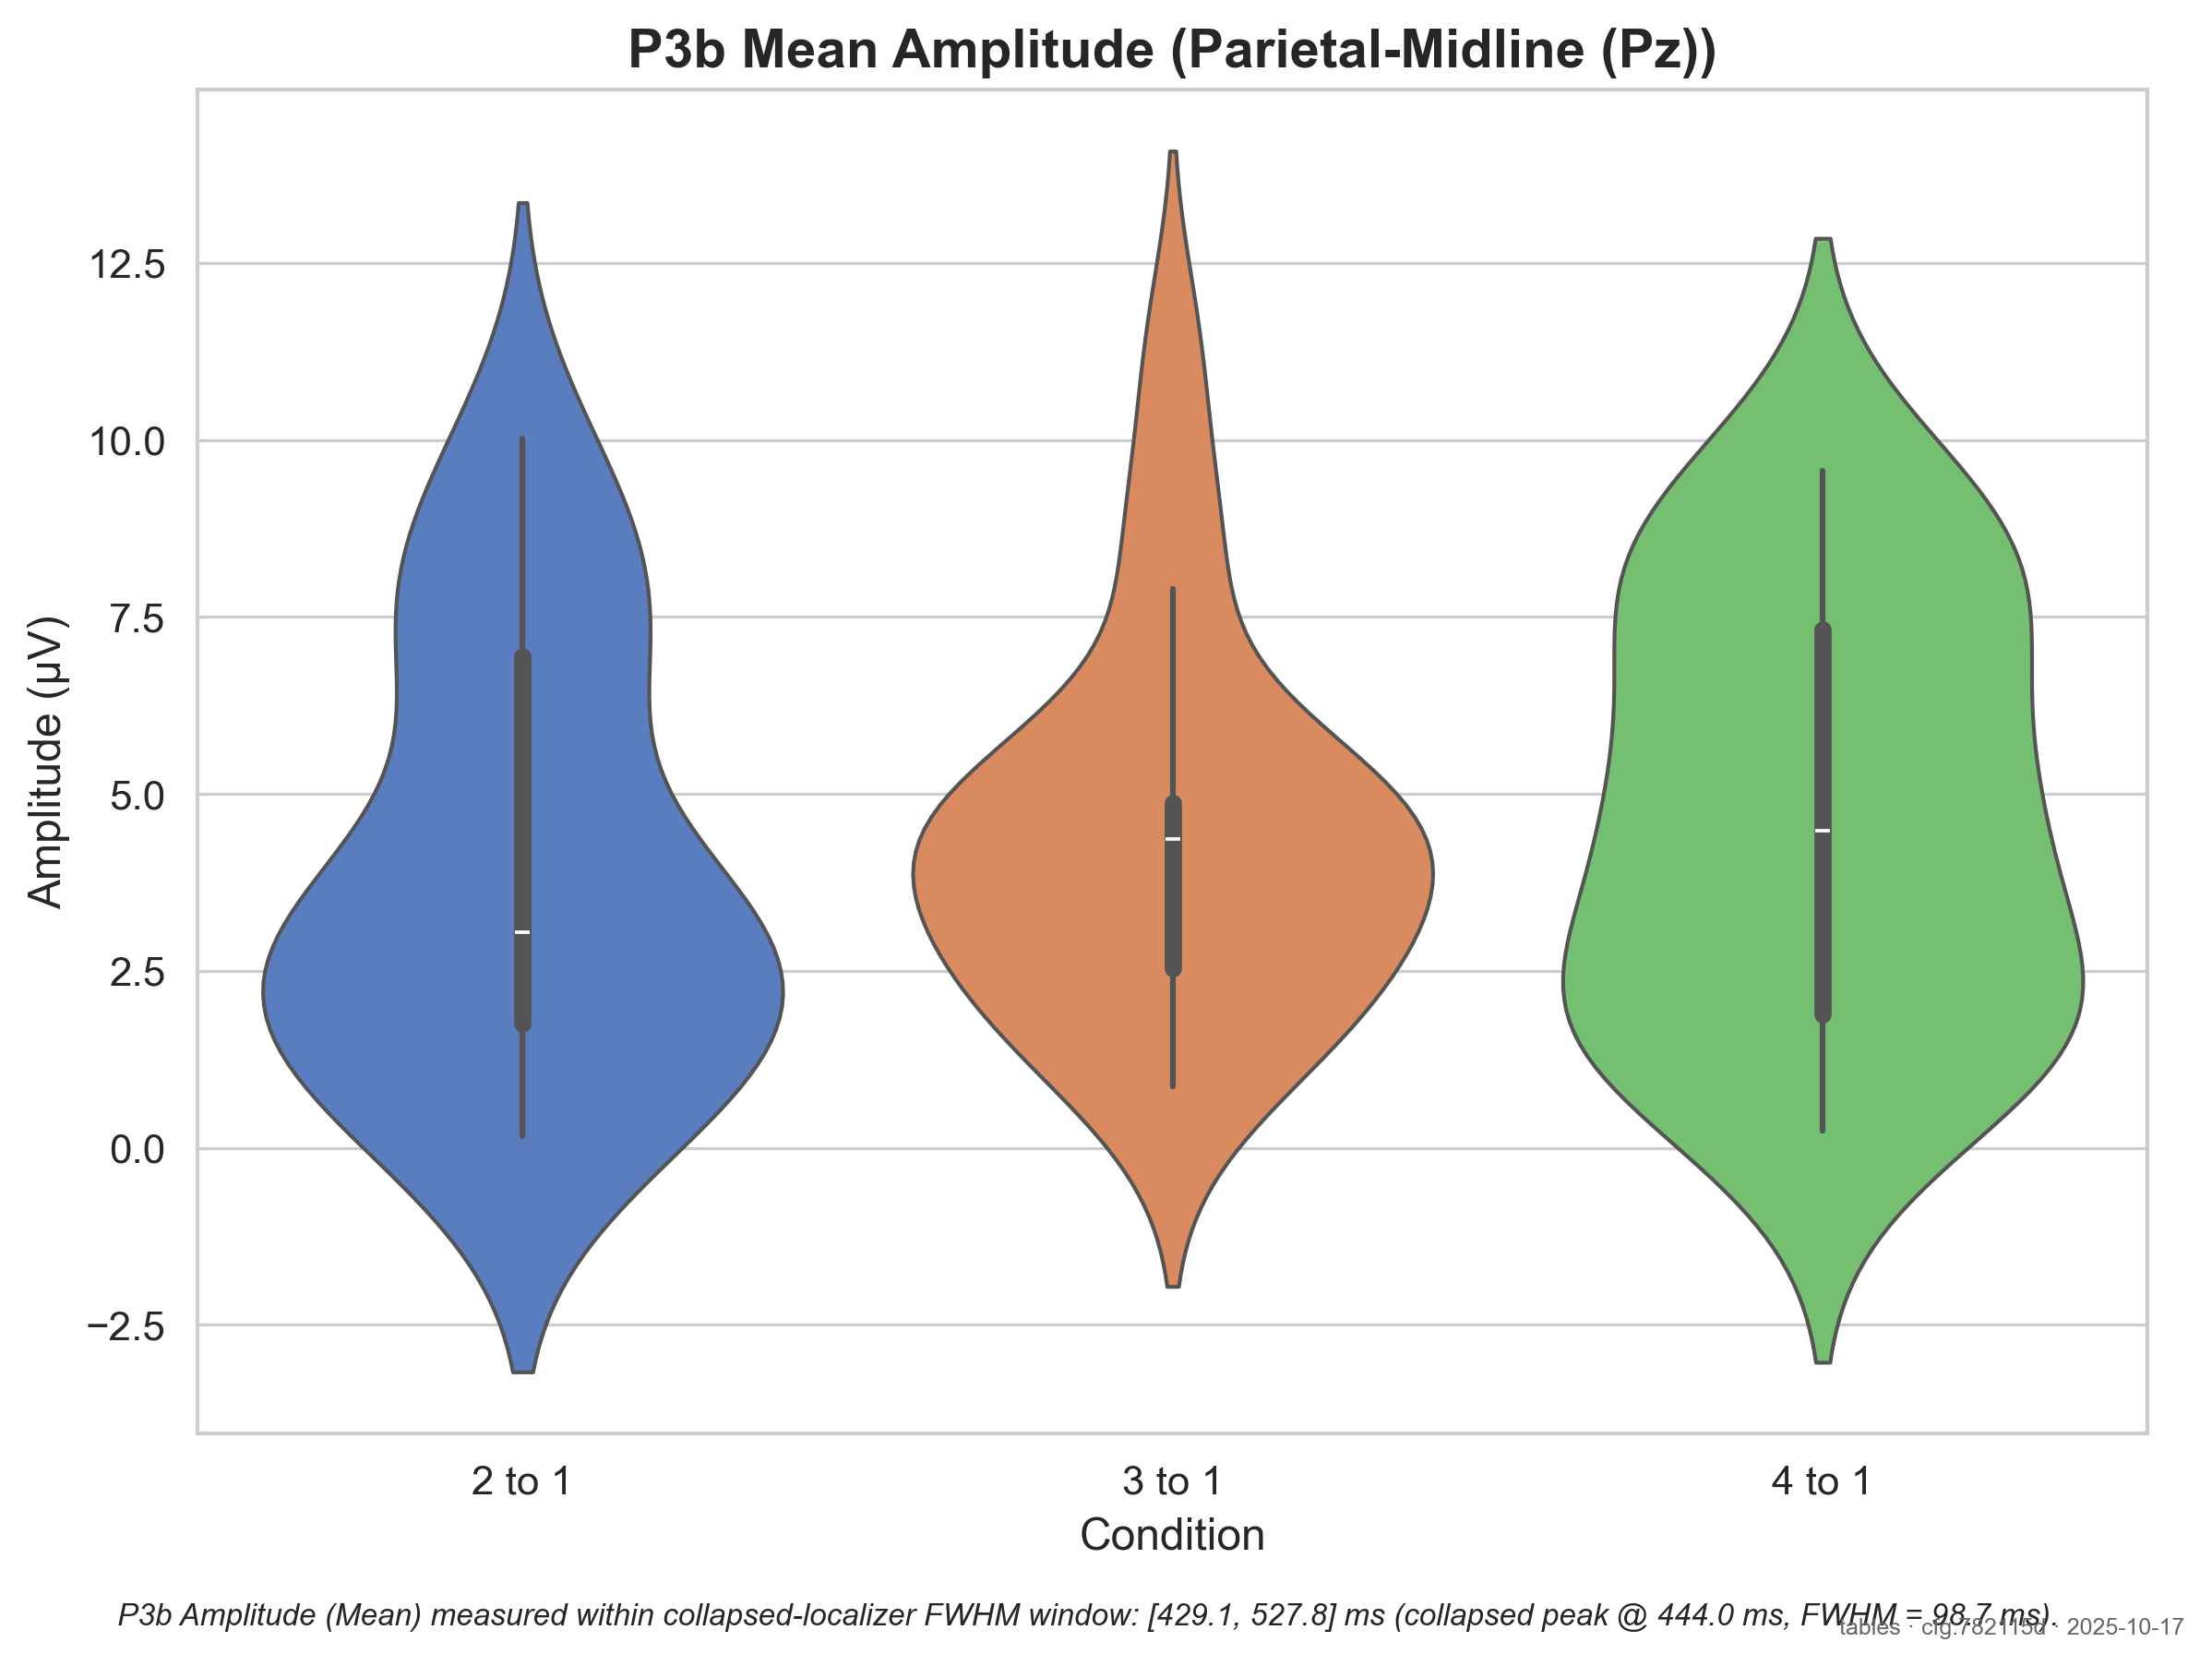 P3b Mean Amplitude (Parietal-Midline (Pz))
Amplitude (µV)
12.5
10.0
7.5
5.0
2.5
0.0
−2.5
2 to 1
3 to 1
4 to 1
Condition
P3b Amplitude (Mean) measured within collapsed-localizer FWHM window: [429.1, 527.8] ms (collapsed peak @ 444.0 ms, FWHM = 98.7 ms).
tables · cfg:782115d · 2025-10-17